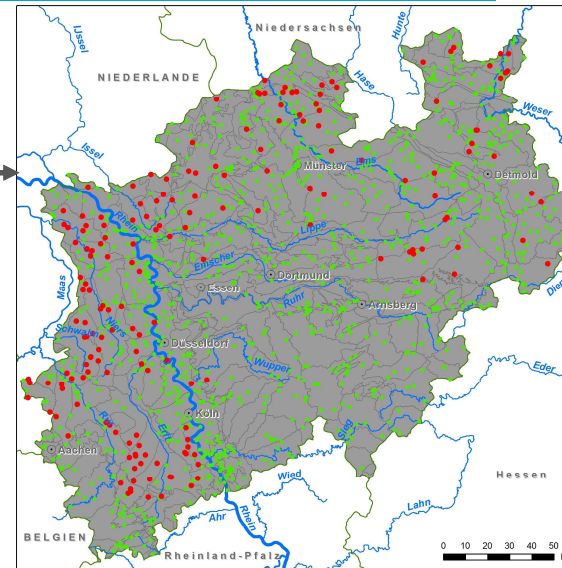 Niedersachsen
IJssel
Hunte
NIEDERLANDE
Hase
Weser
Issel
Münster
Ems
Detmold
Rhein
Lippe
Emscher
Maas
Dortmund
Essen
Ruhr
Arnsberg
Diem
Niers
Schwalm
Düsseldorf
Wupper
Eder
Köln
Rur
Erft
Sieg
Aachen
Wied
Hessen
Lahn
Ahr
Rhein
BELGIEN
Rheinland-Pfalz
0 10 20 30 40 50